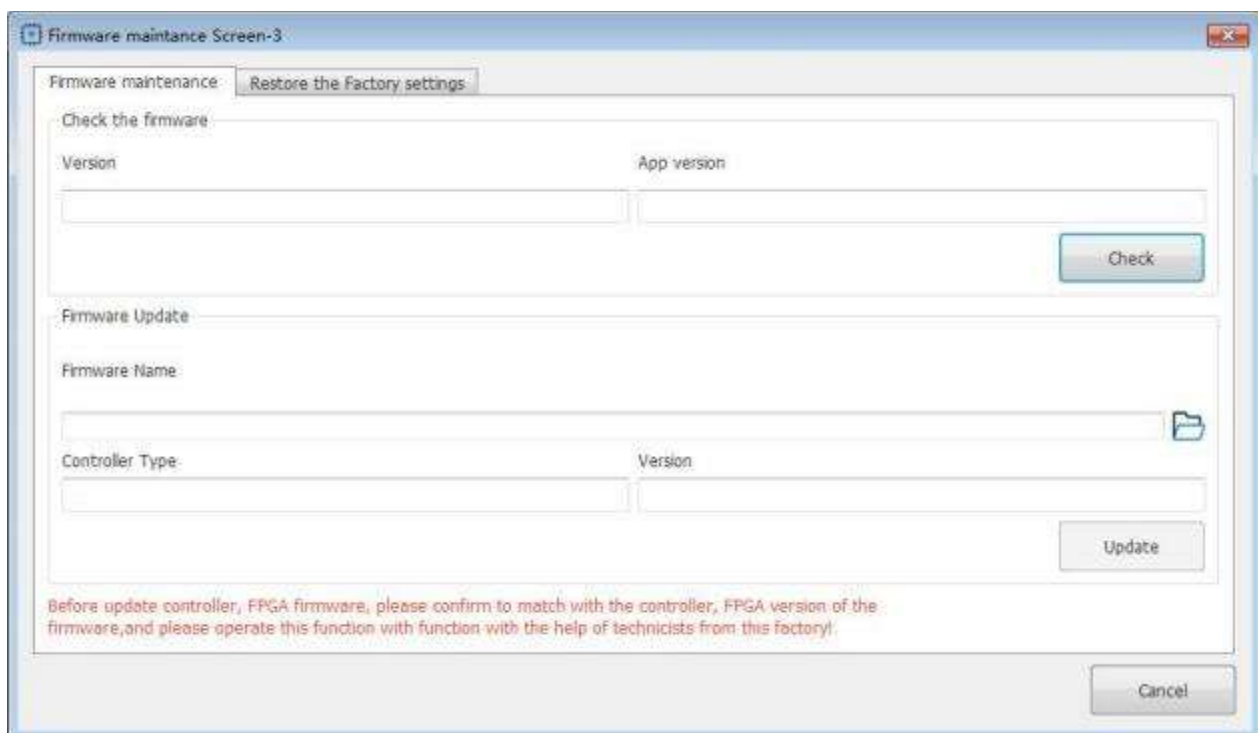 Firmware maintance Screen-3
Firmware maintenance
Restore the Factory settings
Check the firmware
Version
App version
Check
Firmware Update
Firmware Name
Controller Type
Version
Update
Before update controller, FPGA firmware, please confirm to match with the controller, FPGA version of the
firmware,and please operate this function with function with the help of technicists from this factory!
Cancel